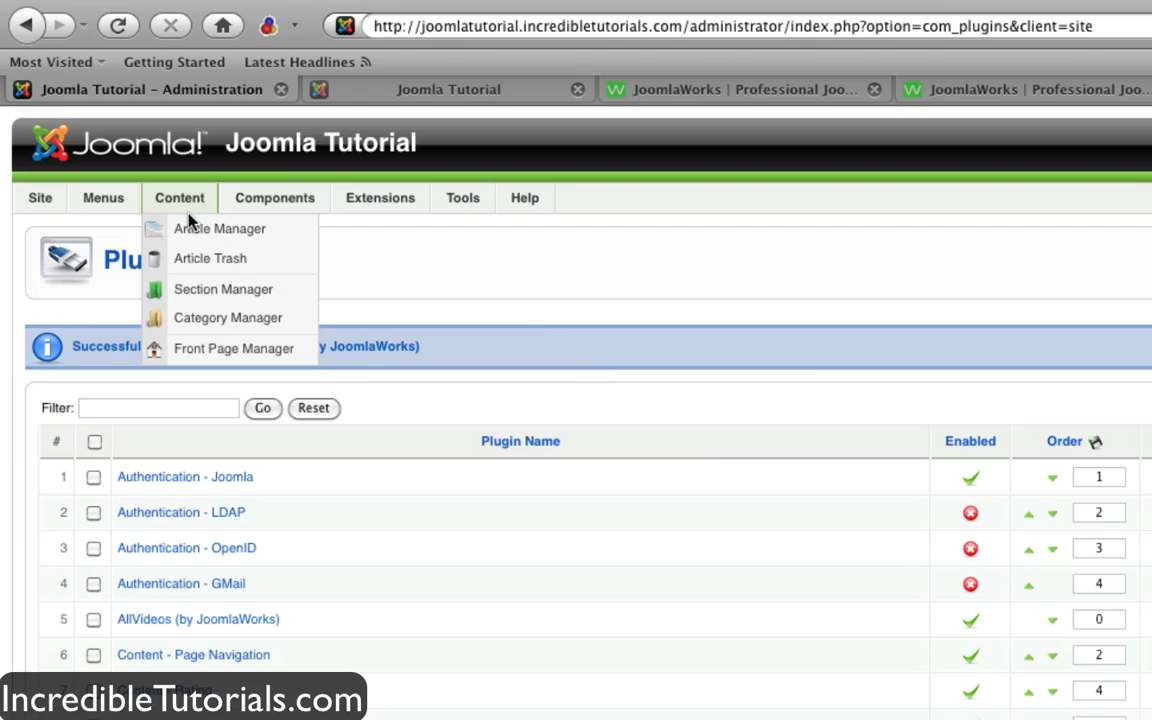 http://joomlatutorial.incredibletutorials.com/administrator/index.php?option=com_plugins&client=site
Most Visited Getting Started Latest Headlines
Joomla Tutorial – Administration Joomla Tutorial JoomlaWorks | Professional Joo... JoomlaWorks | Professional Joo...
Joomla!™ Joomla Tutorial
Site Menus Content Components Extensions Tools Help
Article Manager
Article Trash
Plu
Section Manager
Category Manager
Front Page Manager
Successful y JoomlaWorks)
Filter: Go Reset
# Plugin Name Enabled Order
1 Authentication - Joomla 1
2 Authentication - LDAP 2
3 Authentication - OpenID 3
4 Authentication - GMail 4
5 AllVideos (by JoomlaWorks) 0
6 Content - Page Navigation 2
4
IncredibleTutorials.com